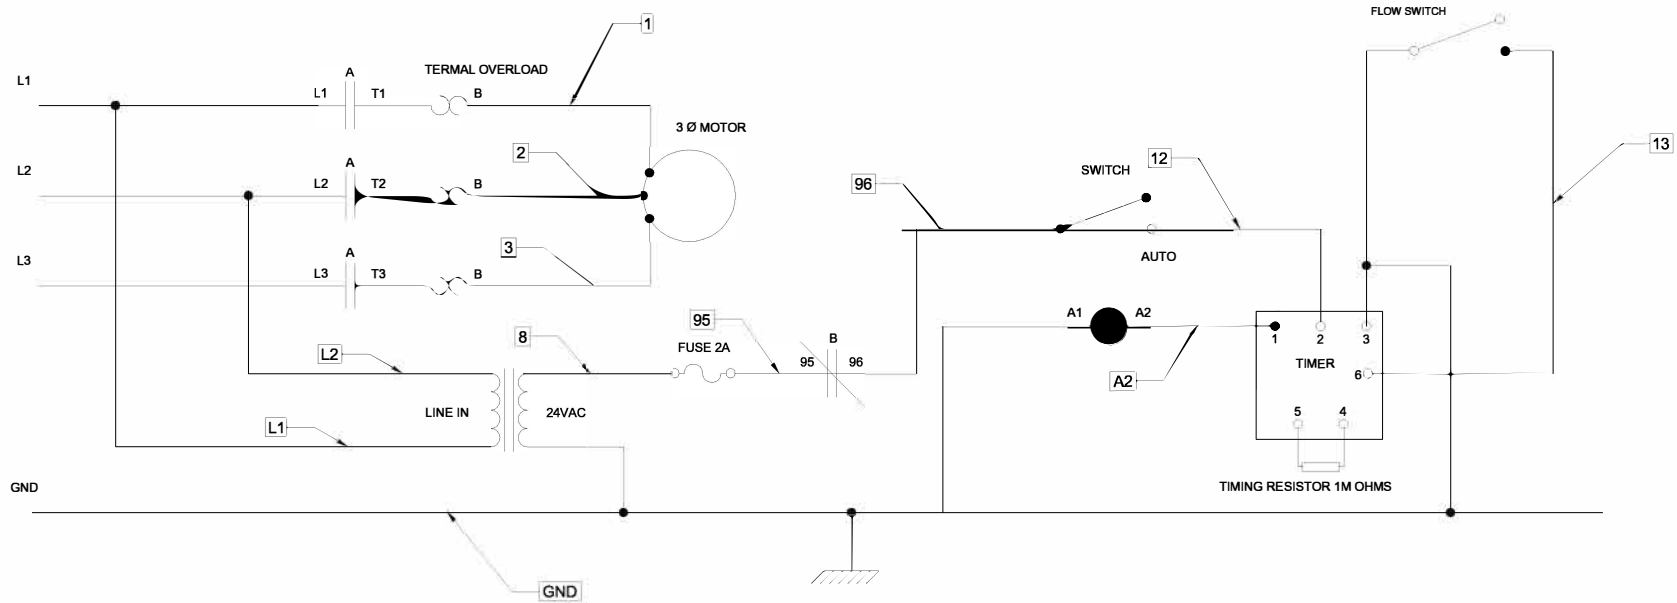 FLOW SWITCH
1
L1
A
TERMAL OVERLOAD
L1
T1
B
3 Ø MOTOR
13
2
12
L2
A
SWITCH
L2
T2
B
96
3
L3
A
AUTO
L3
T3
B
95
A1
A2
8
B
1
2
3
L2
FUSE 2A
95
96
TIMER
6
A2
LINE IN
24VAC
5
4
L1
GND
TIMING RESISTOR 1M OHMS
GND